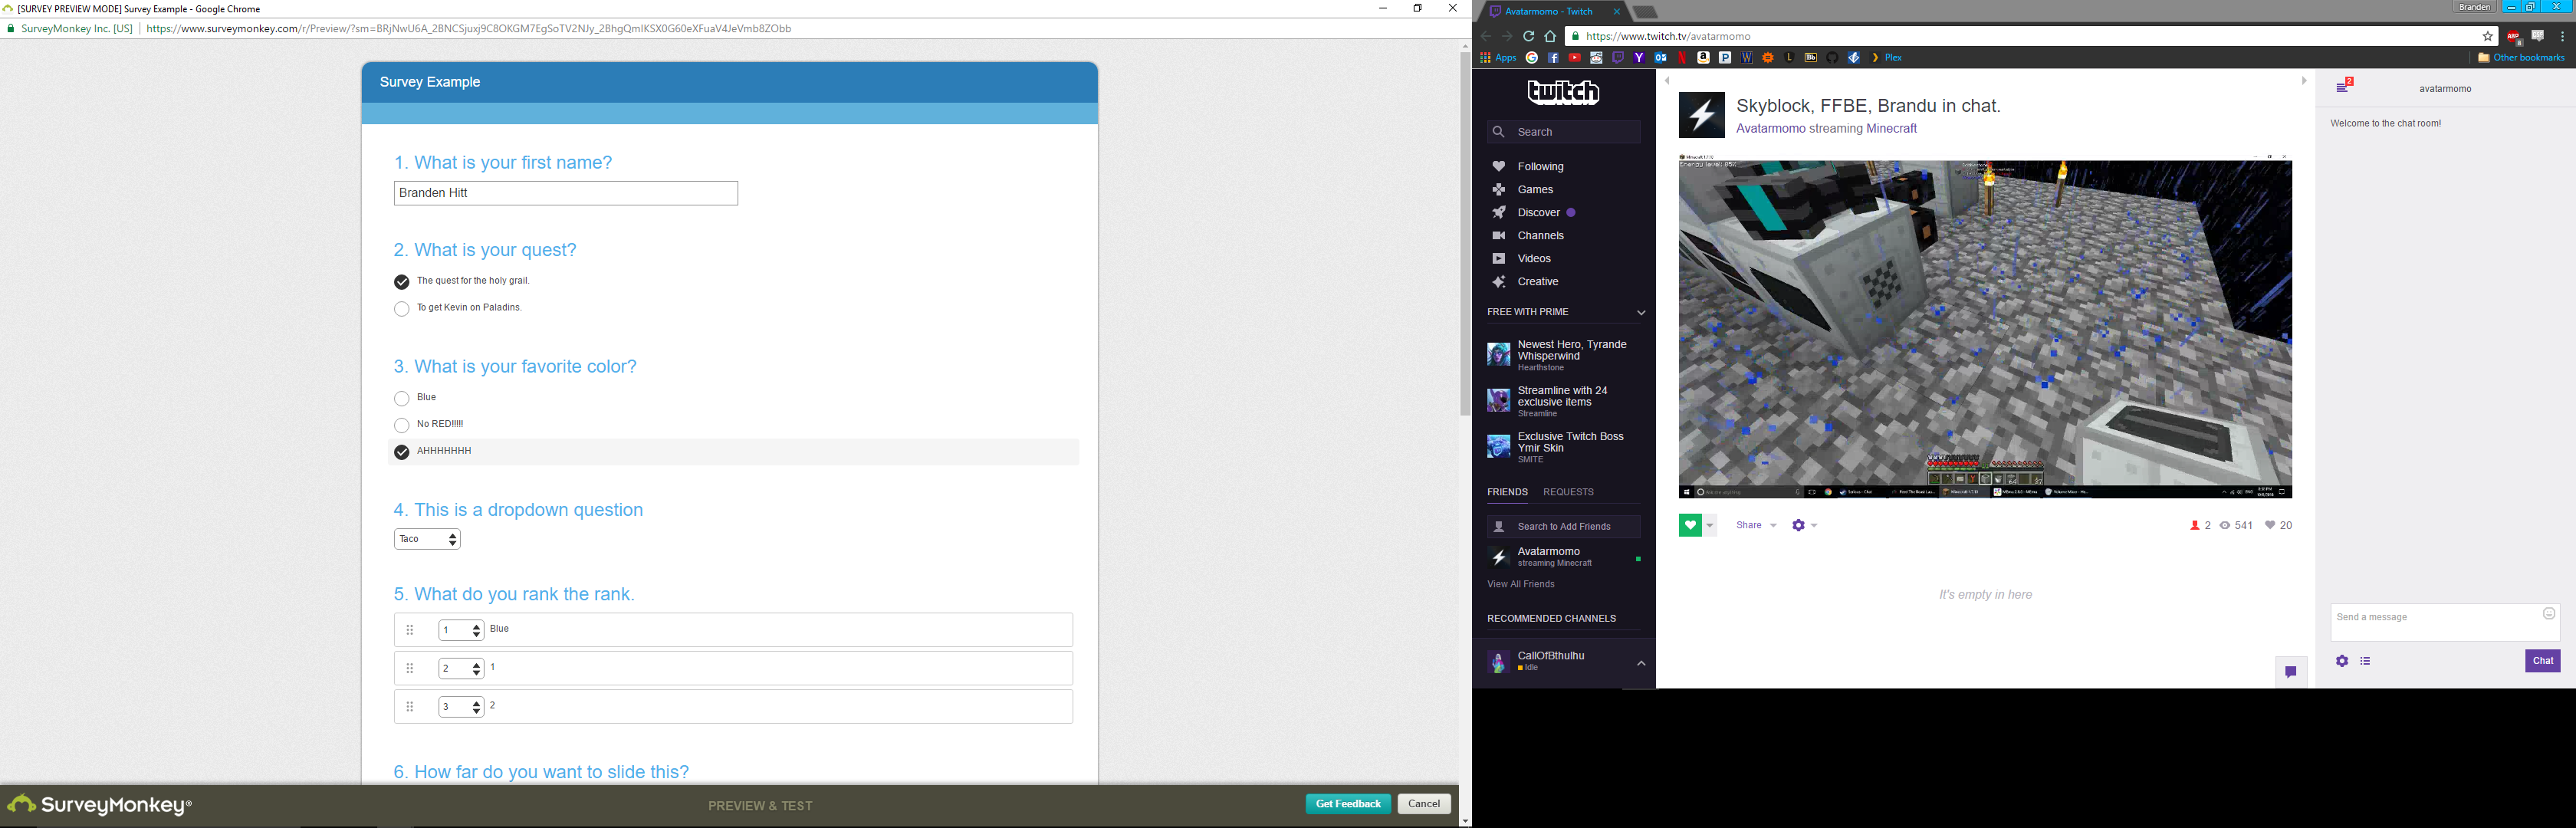 [SURVEY PREVIEW MODE] Survey Example - Google Chrome
SurveyMonkey Inc. [US] | https://www.surveymonkey.com/r/Preview/?sm=BRjNwU6A_2BNCSjuxj9C8OKGM7EgSoTV2NJy_2BhgQmIKSX0G60eXFuaV4JeVmb8ZObb
Survey Example
1. What is your first name?
Branden Hitt
2. What is your quest?
The quest for the holy grail.
To get Kevin on Paladins.
3. What is your favorite color?
Blue
No RED!!!!!
AHHHHHHH
4. This is a dropdown question
Taco
5. What do you rank the rank.
1 Blue
2 1
3 2
6. How far do you want to slide this?
SurveyMonkey®
PREVIEW & TEST
Get Feedback
Cancel
Avatarmomo - Twitch
Branden
https://www.twitch.tv/avatarmomo
ABP
Apps
Bb
Plex
Other bookmarks
twitch
Search
Following
Games
Discover
Channels
Videos
Creative
FREE WITH PRIME
Newest Hero, Tyrande
Whisperwind
Hearthstone
Streamline with 24
exclusive items
Streamline
Exclusive Twitch Boss
Ymir Skin
SMITE
FRIENDS REQUESTS
Search to Add Friends
Avatarmomo
streaming Minecraft
View All Friends
RECOMMENDED CHANNELS
CallOfBthulhu
Idle
Skyblock, FFBE, Brandu in chat.
Avatarmomo streaming Minecraft
Share
2 541 20
It's empty in here
2
avatarmomo
Welcome to the chat room!
Send a message
Chat